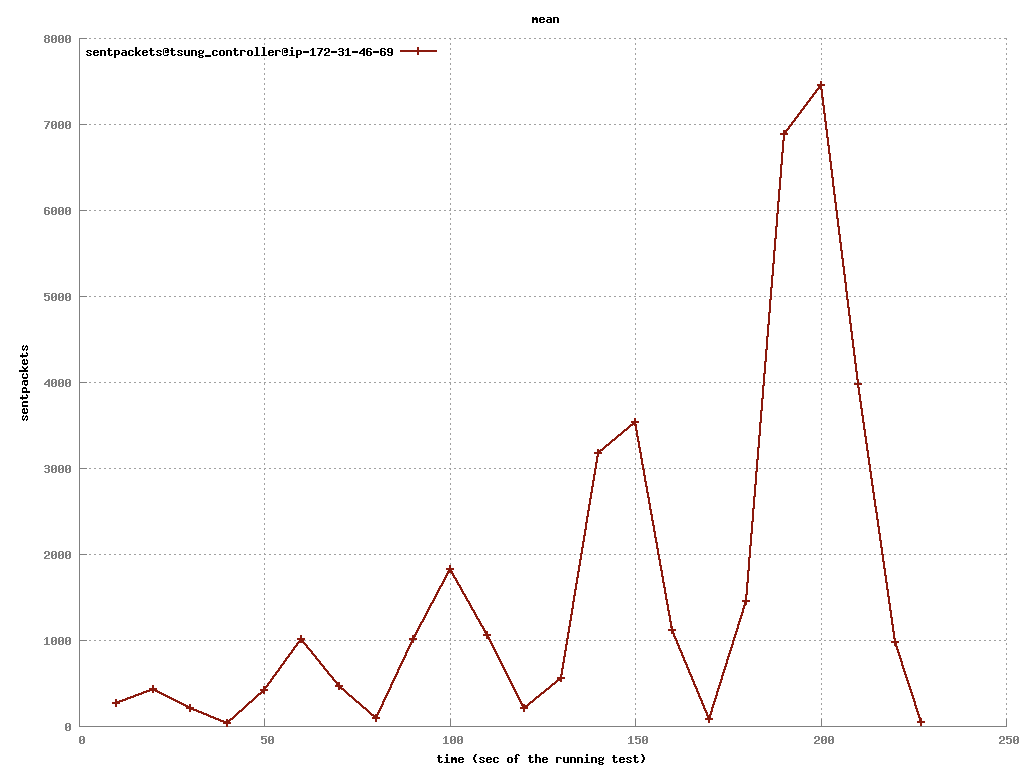 mean
8000
sentpackets@tsung_controller@ip-172-31-46-69
7000
6000
5000
4000
3000
2000
1000
0
sentpackets
0 50 100 150 200 250
time (sec of the running test)